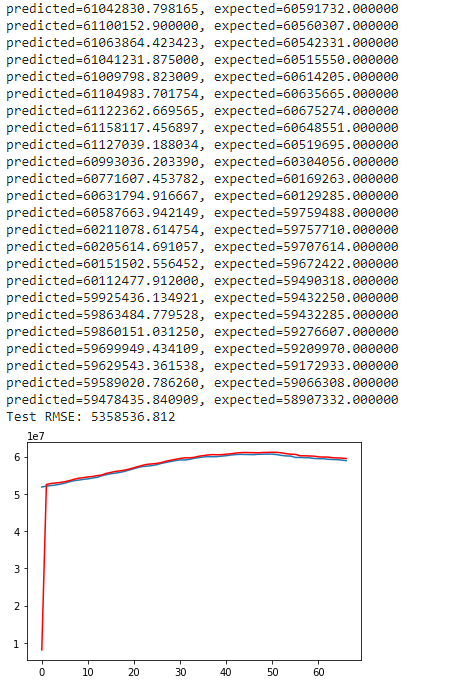 predicted=61042830.798165, expected=60591732.000000
predicted=61100152.900000, expected=60560307.000000
predicted=61063864.423423, expected=60542331.000000
predicted=61041231.875000, expected=60515550.000000
predicted=61009798.823009, expected=60614205.000000
predicted=61104983.701754, expected=60635665.000000
predicted=61122362.669565, expected=60675274.000000
predicted=61158117.456897, expected=60648551.000000
predicted=61127039.188034, expected=60519695.000000
predicted=60993036.203390, expected=60304056.000000
predicted=60771607.453782, expected=60169263.000000
predicted=60631794.916667, expected=60129285.000000
predicted=60587663.942149, expected=59759488.000000
predicted=60211078.614754, expected=59757710.000000
predicted=60205614.691057, expected=59707614.000000
predicted=60151502.556452, expected=59672422.000000
predicted=60112477.912000, expected=59490318.000000
predicted=59925436.134921, expected=59432250.000000
predicted=59863484.779528, expected=59432285.000000
predicted=59860151.031250, expected=59276607.000000
predicted=59699949.434109, expected=59209970.000000
predicted=59629543.361538, expected=59172933.000000
predicted=59589020.786260, expected=59066308.000000
predicted=59478435.840909, expected=58907332.000000
Test RMSE: 5358536.812
1e7
6
5
4
3
2
1
0 10 20 30 40 50 60